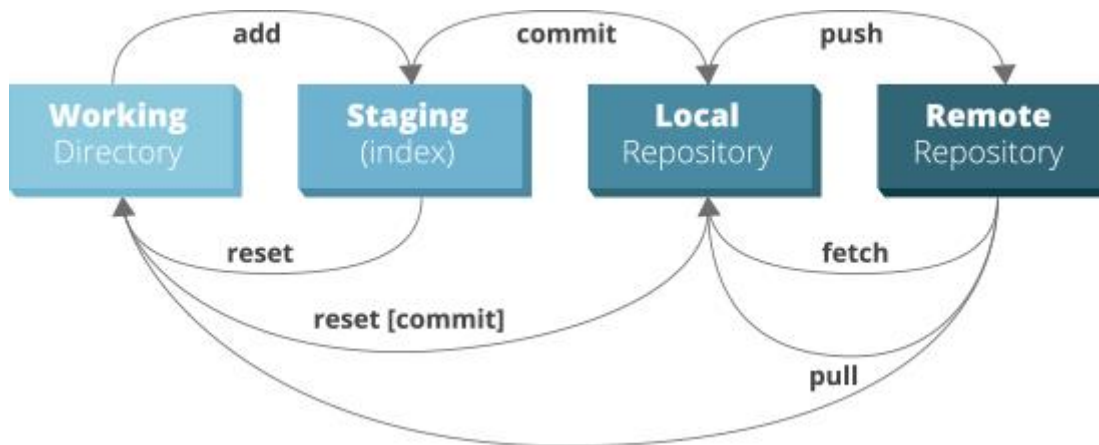 add
commit
push
Working
Directory
Staging
(index)
Local
Repository
Remote
Repository
reset
fetch
reset [commit]
pull